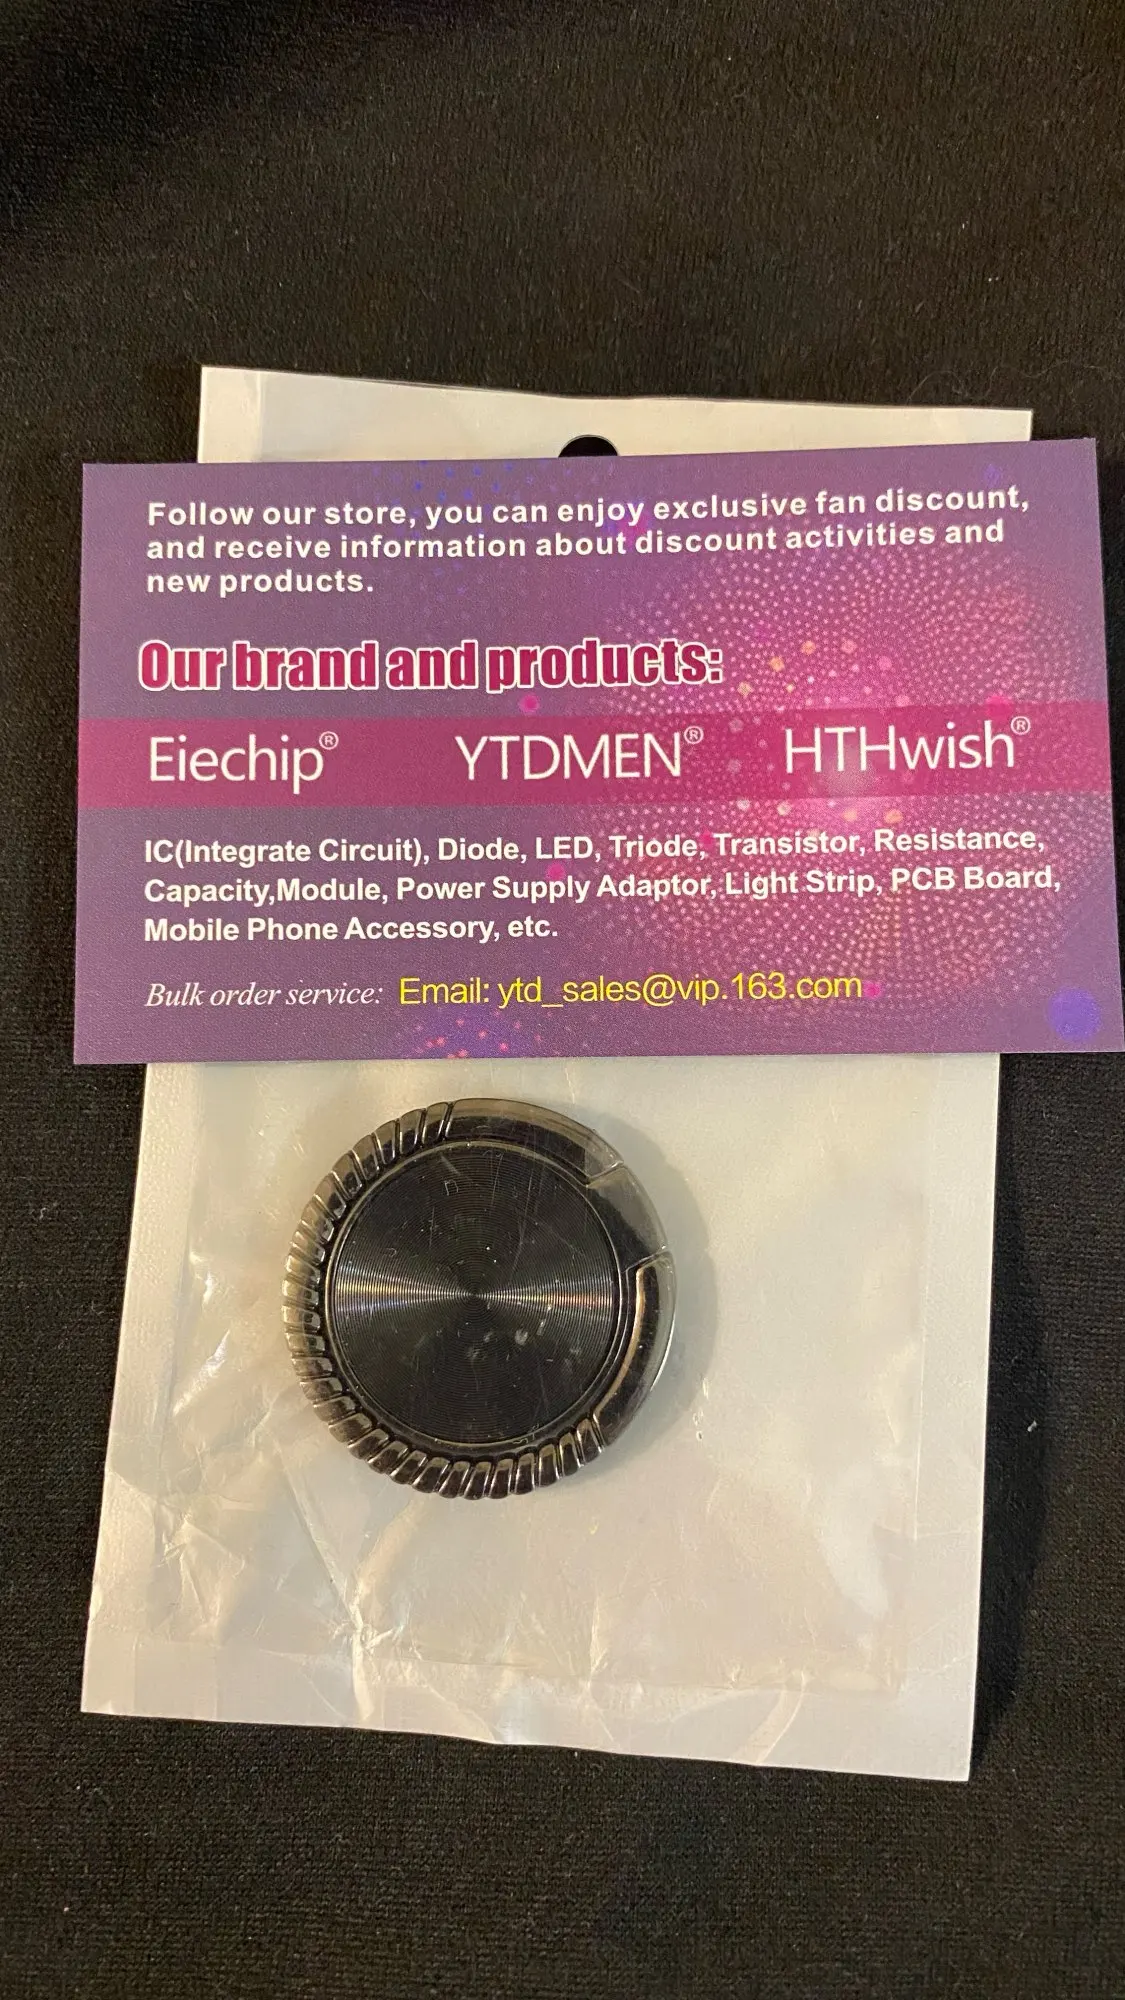 Follow our store, you can enjoy exclusive fan discount,
and receive information about discount activities and
new products.
Our brand and products:
Eiechip® YTDMEN® HTHwish®
IC(Integrate Circuit), Diode, LED, Triode, Transistor, Resistance,
Capacity,Module, Power Supply Adaptor, Light Strip, PCB Board,
Mobile Phone Accessory, etc.
Bulk order service: Email: ytd_sales@vip.163.com